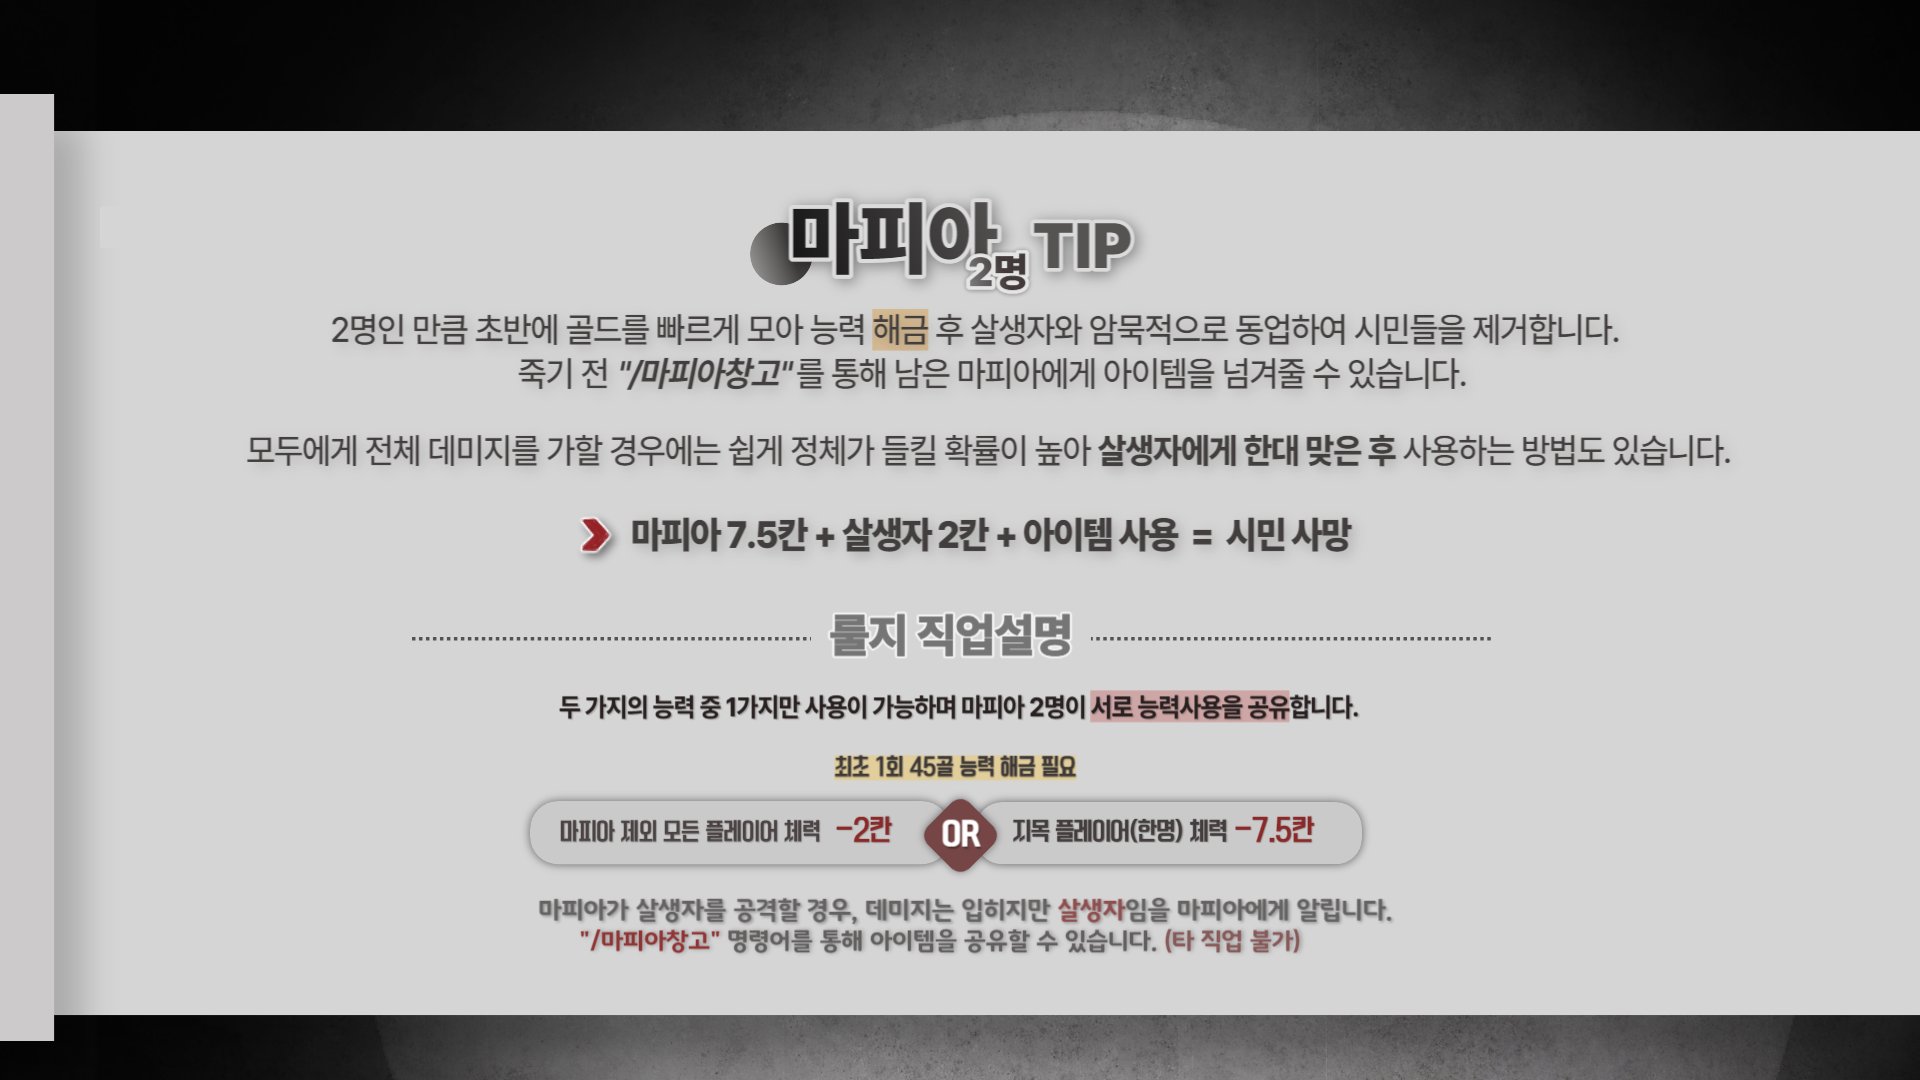 마피아 2명 TIP
2명인 만큼 초반에 골드를 빠르게 모아 능력 해금 후 살생자와 암묵적으로 동업하여 시민들을 제거합니다.
죽기 전 "/마피아창고"를 통해 남은 마피아에게 아이템을 넘겨줄 수 있습니다.
모두에게 전체 데미지를 가할 경우에는 쉽게 정체가 들킬 확률이 높아 살생자에게 한대 맞은 후 사용하는 방법도 있습니다.
마피아 7.5칸 + 살생자 2칸 + 아이템 사용 = 시민 사망
룰지 직업설명
두 가지의 능력 중 1가지만 사용이 가능하며 마피아 2명이 서로 능력사용을 공유합니다.
최초 1회 45골 능력 해금 필요
마피아 제외 모든 플레이어 체력 -2칸 OR 지목 플레이어(한명) 체력 -7.5칸
마피아가 살생자를 공격할 경우, 데미지는 입히지만 살생자임을 마피아에게 알립니다.
"/마피아창고" 명령어를 통해 아이템을 공유할 수 있습니다. (타 직업 불가)